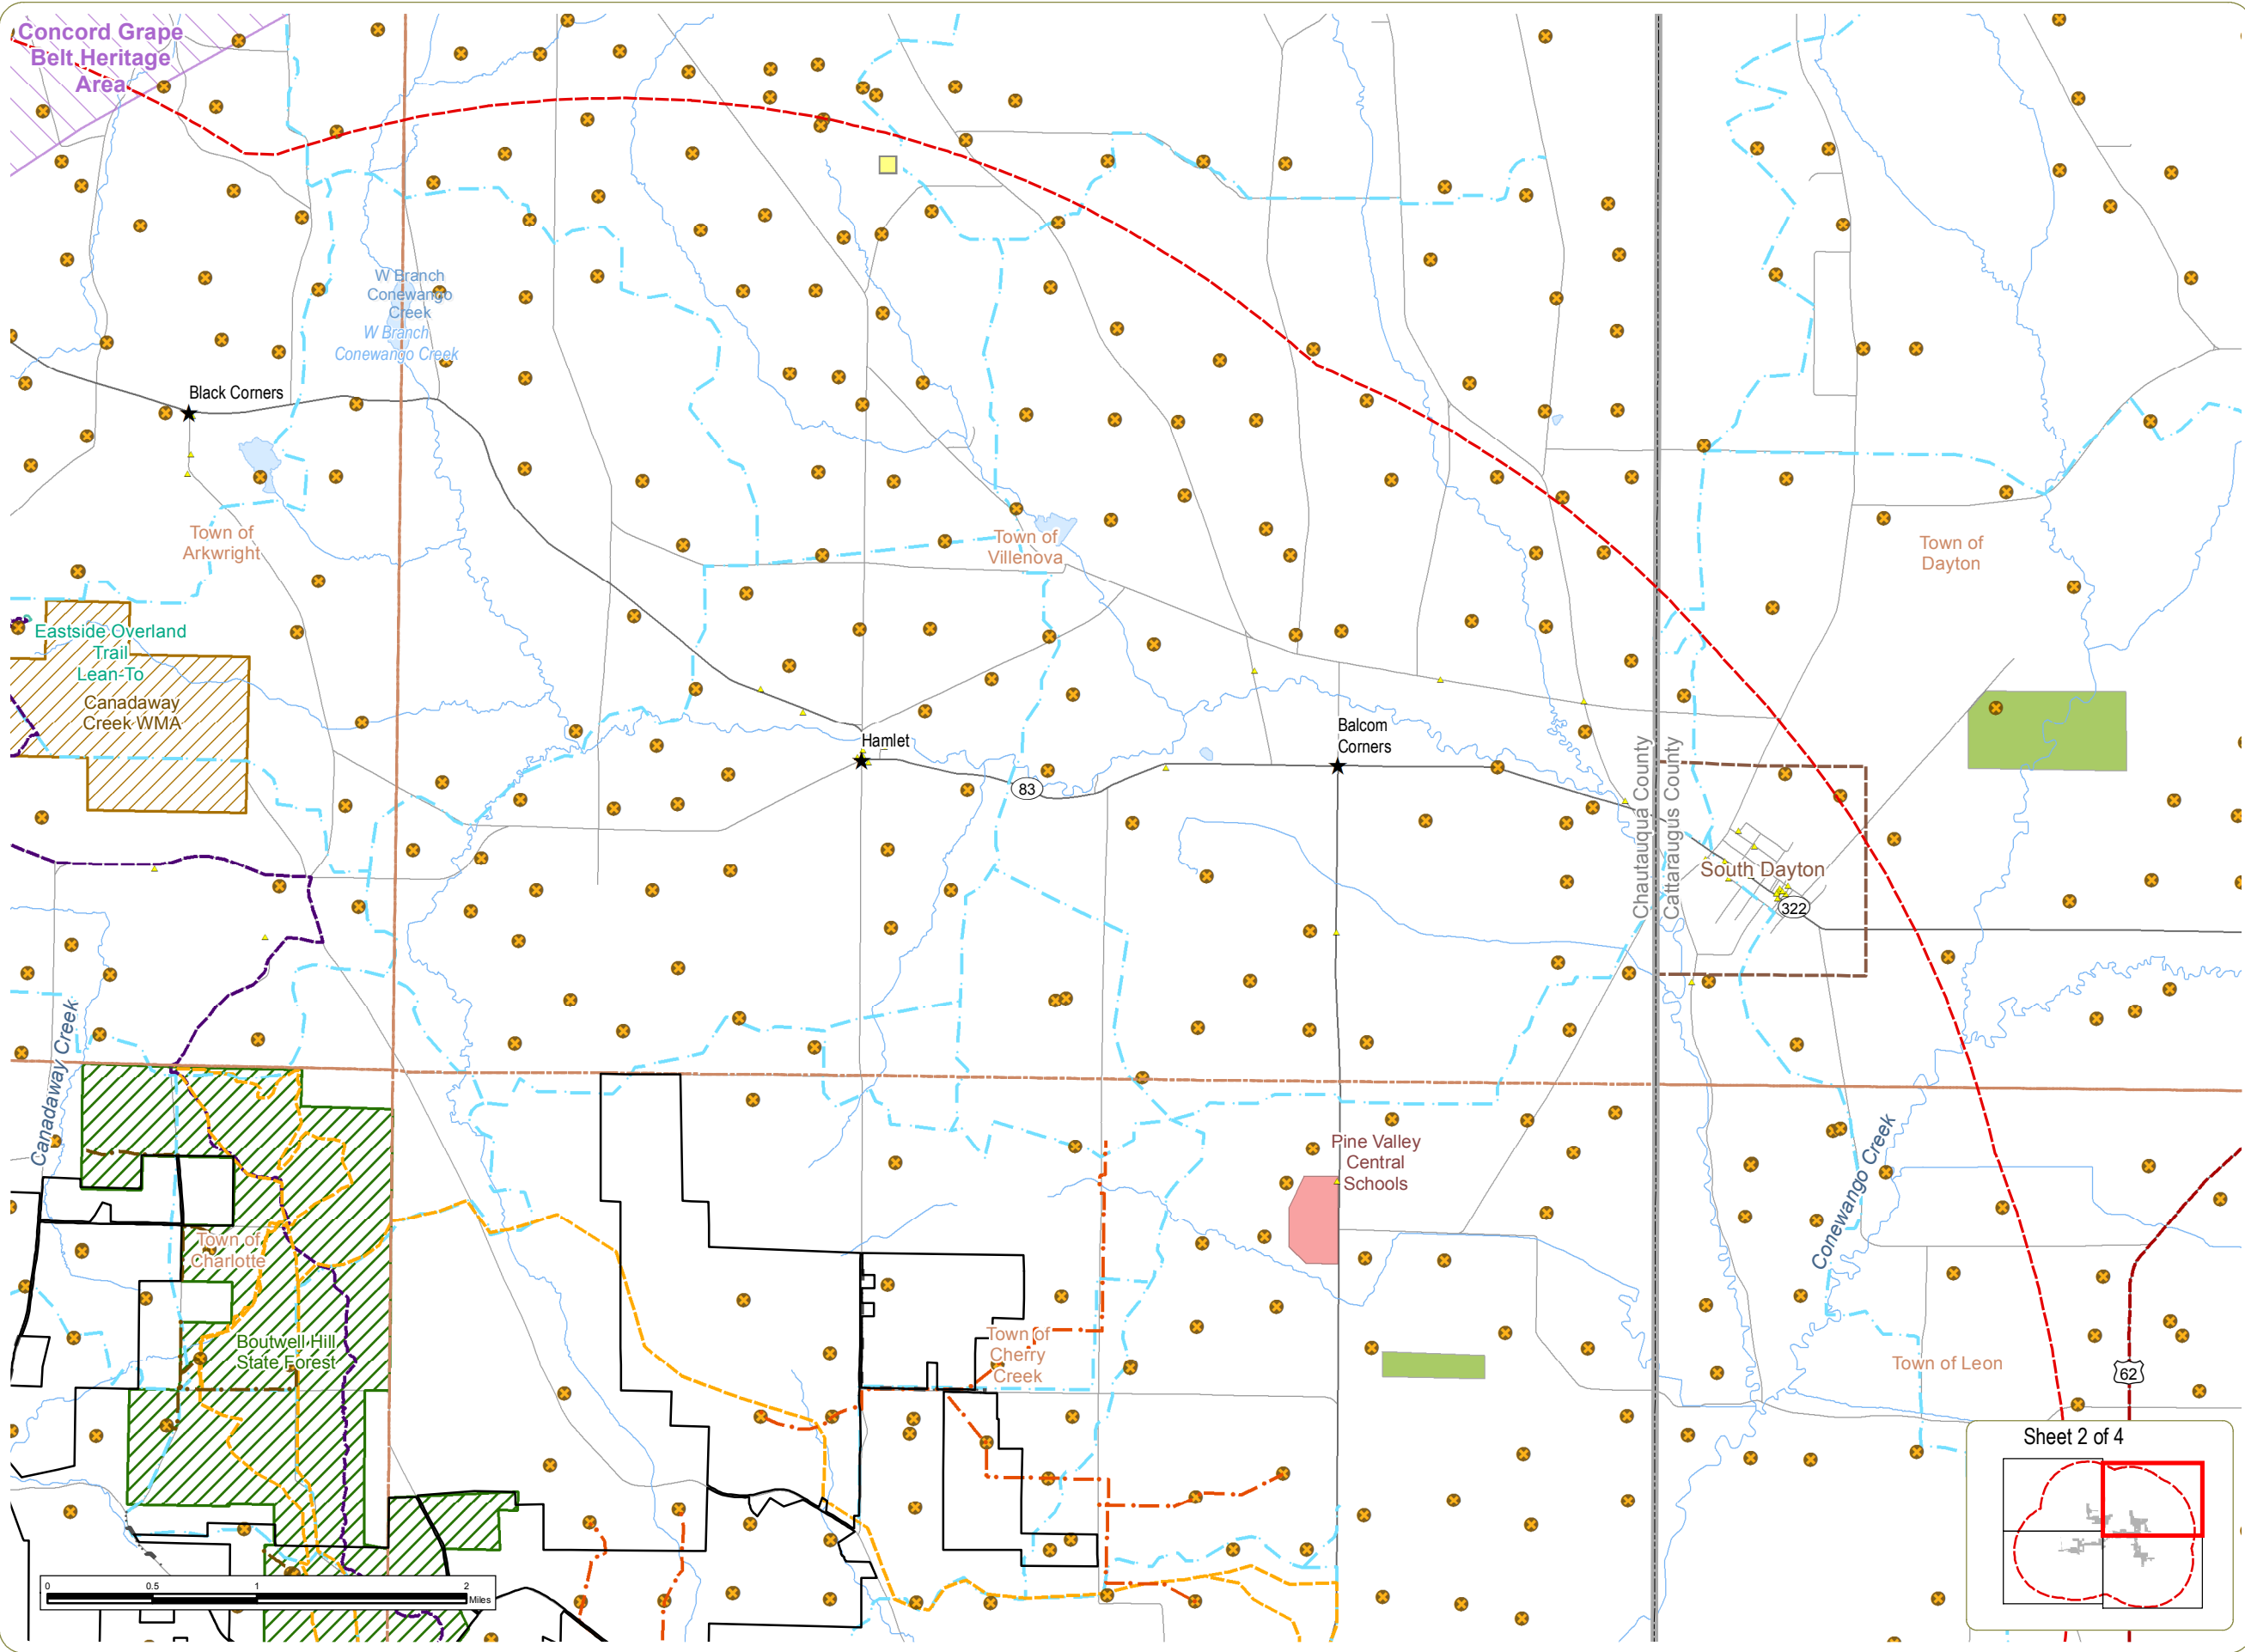 Concord Grape
Belt Heritage
Area
W Branch
Conewango
Creek
W Branch
Conewango Creek
Black Corners
Town of
Arkwright
Town of
Villenova
Town of
Dayton
Eastside Overland
Trail
Lean-To
Canadaway
Creek WMA
Hamlet
Balcom
Corners
83
Chautauqua County
Cattaraugus County
South Dayton
322
Canadaway Creek
Pine Valley
Central
Schools
Conewango Creek
Town of
Charlotte
Boutwell Hill
State Forest
Town of
Cherry
Creek
Town of Leon
62
Sheet 2 of 4
0 0.5 1 2
Miles